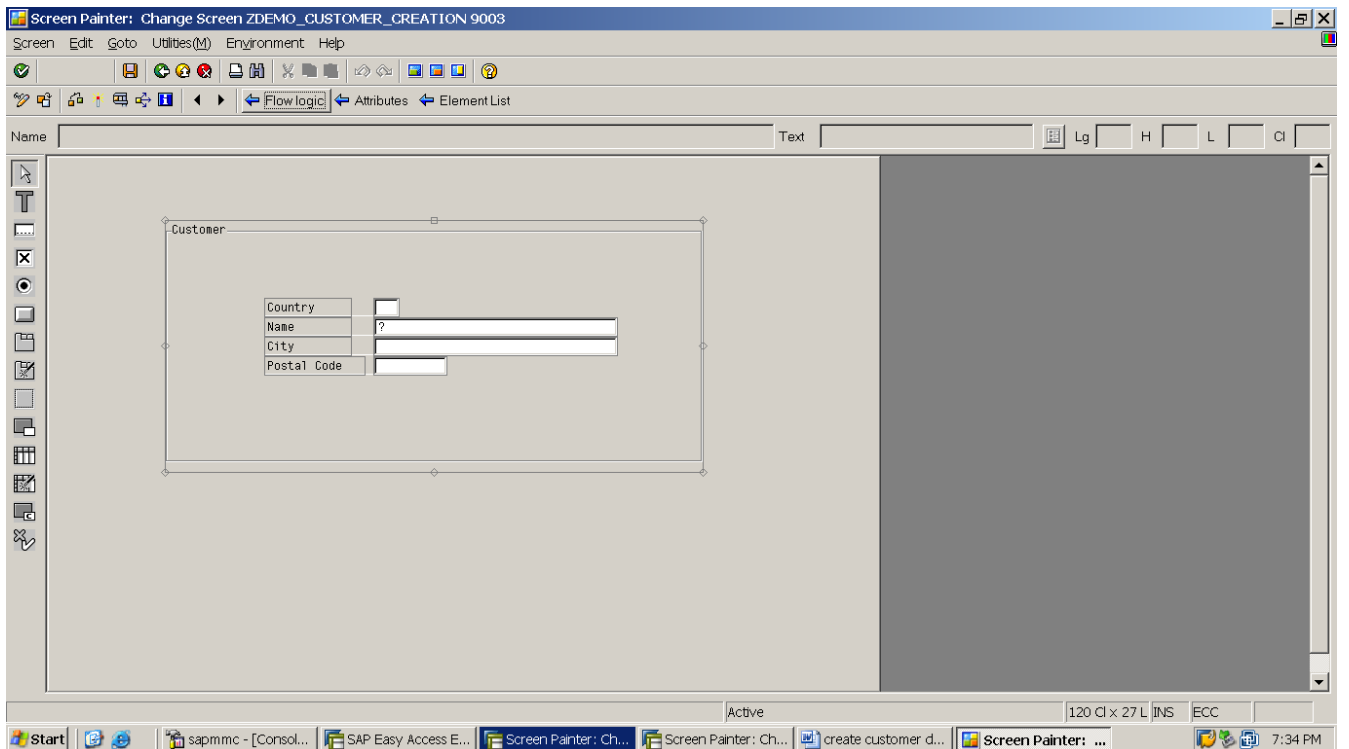 Screen Painter: Change Screen ZDEMO_CUSTOMER_CREATION 9003
Screen Edit Goto Utilities(M) Environment Help
Flow logic Attributes Element List
Name Text Lg H L Cl
Customer
Country
Name ?
City
Postal Code
Active 120 Cl x 27 L INS ECC
Start sapmmc - [Consol... SAP Easy Access E... Screen Painter: Ch... Screen Painter: Ch... create customer d... Screen Painter: ... 7:34 PM